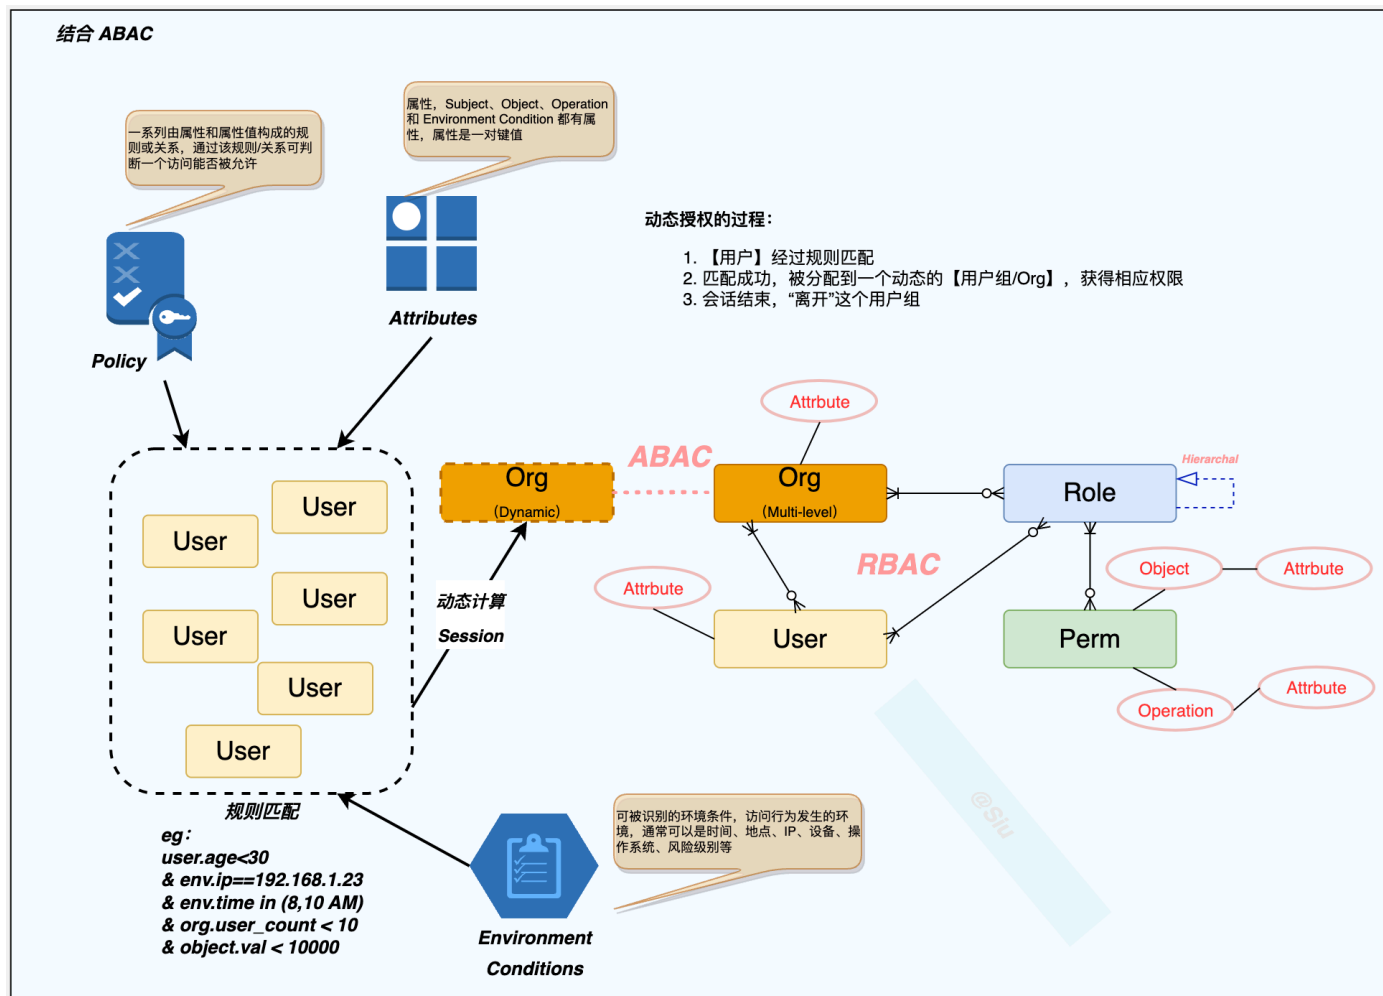 结合 ABAC
属性，Subject、Object、Operation
和 Environment Condition 都有属
性，属性是一对键值
一系列由属性和属性值构成的规
则或关系，通过该规则/关系可判
断一个访问能否被允许
动态授权的过程：
1. 【用户】经过规则匹配
2. 匹配成功，被分配到一个动态的【用户组/Org】，获得相应权限
3. 会话结束，“离开”这个用户组
Attributes
Policy
Attrbute
ABAC
Org
（Dynamic）
Org
（Multi-level）
Role
Hierarchal
User
User
User
User
User
User
动态计算
Session
RBAC
Attrbute
User
Object
Attrbute
Perm
Operation
Attrbute
规则匹配
eg：
user.age<30
& env.ip==192.168.1.23
& env.time in (8,10 AM)
& org.user_count < 10
& object.val < 10000
可被识别的环境条件，访问行为发生的环
境，通常可以是时间、地点、IP、设备、操
作系统、风险级别等
Environment
Conditions
@Siu